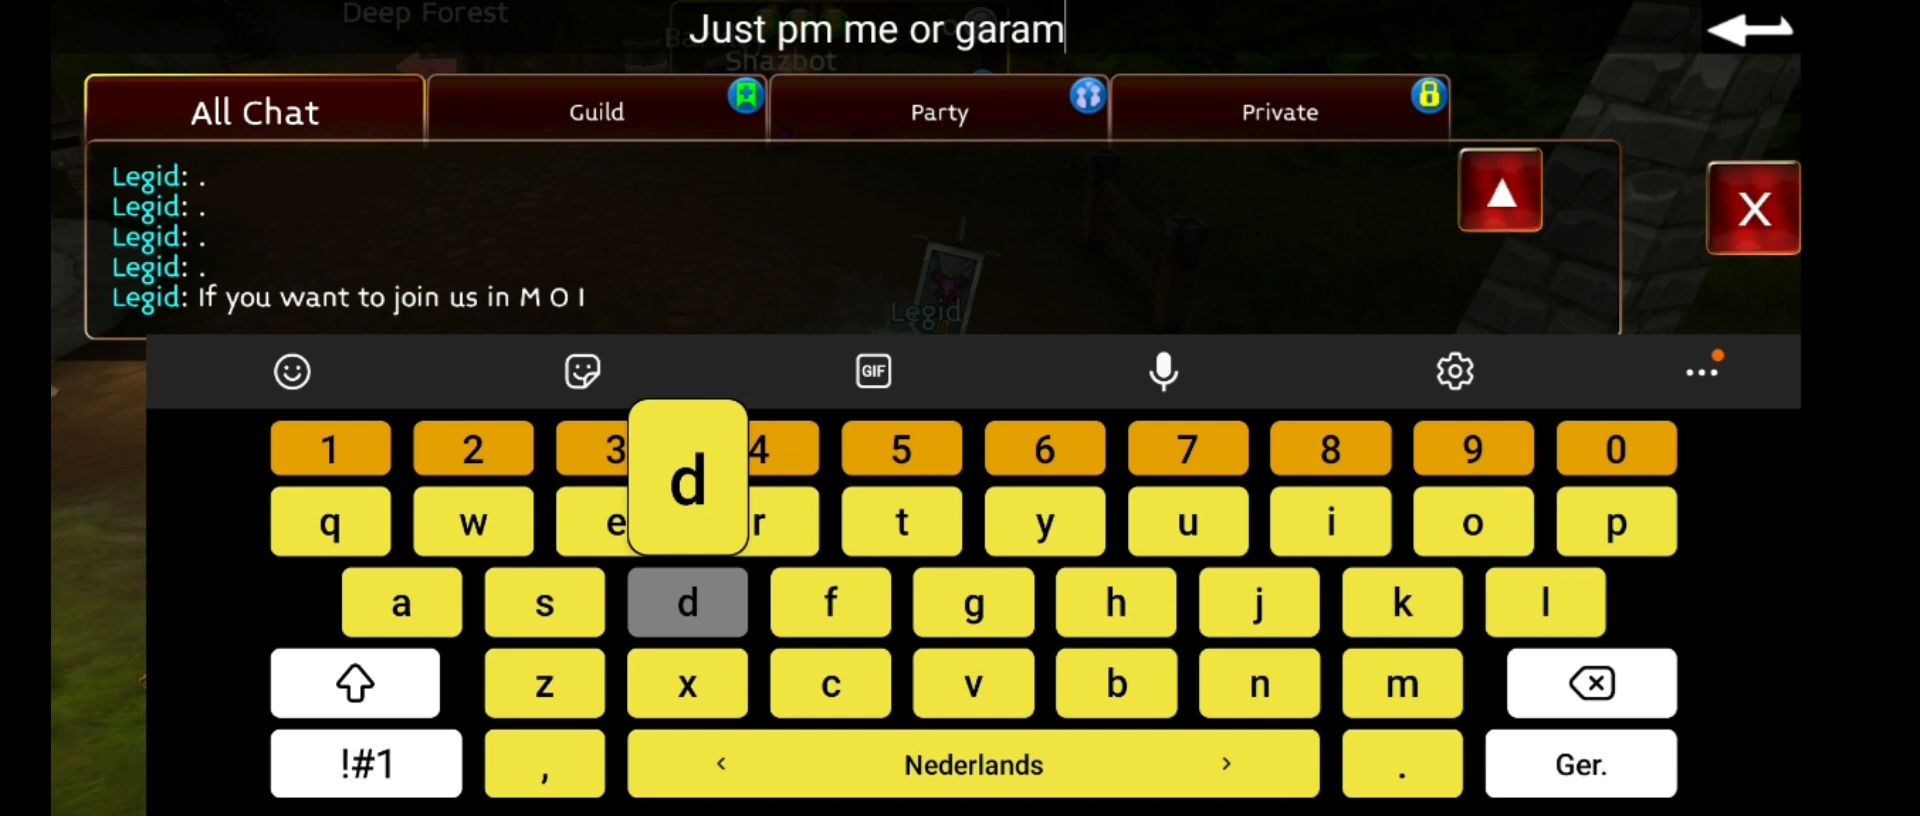 Deep Forest
Just pm me or garam
Shazbot
All Chat
Guild
Party
Private
Legid: .
Legid: .
Legid: .
Legid: .
Legid: If you want to join us in M O I
Legid
GIF
1 2 3 4 5 6 7 8 9 0
d
q w e r t y u i o p
a s d f g h j k l
z x c v b n m
!#1 , < Nederlands > . Ger.
X